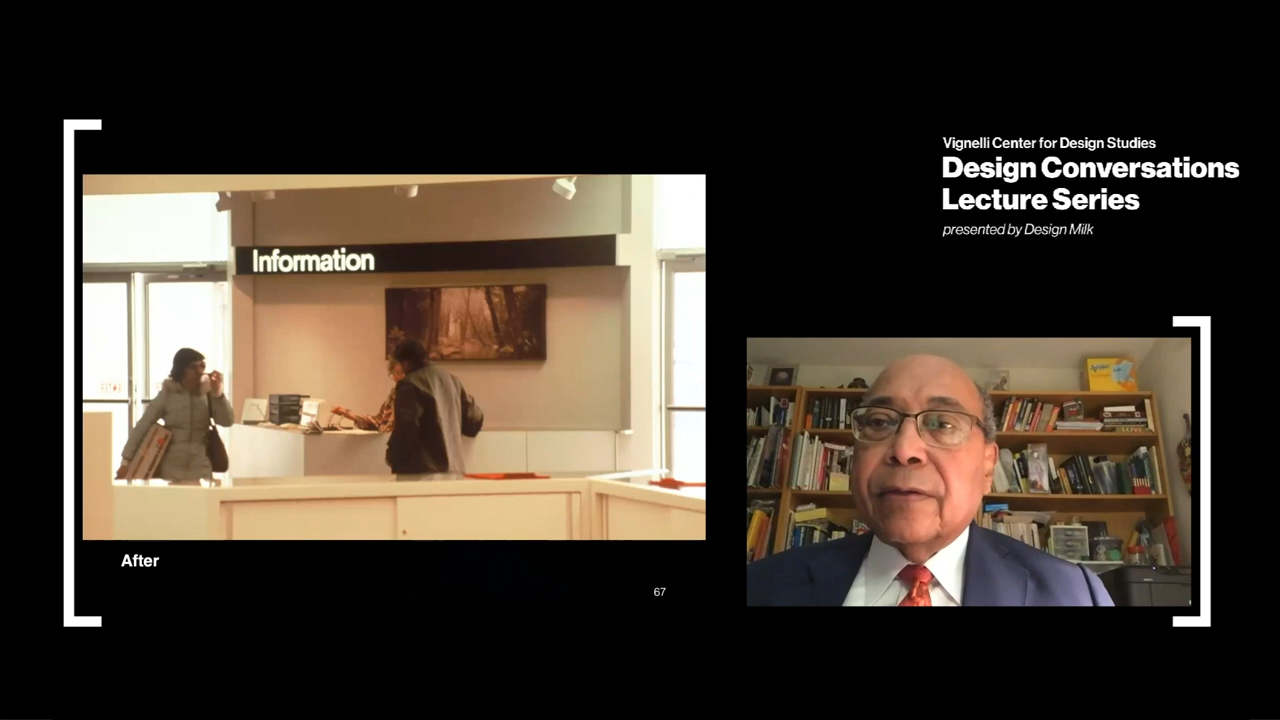 Vignelli Center for Design Studies
Design Conversations
Lecture Series
presented by Design Milk
Information
After
67